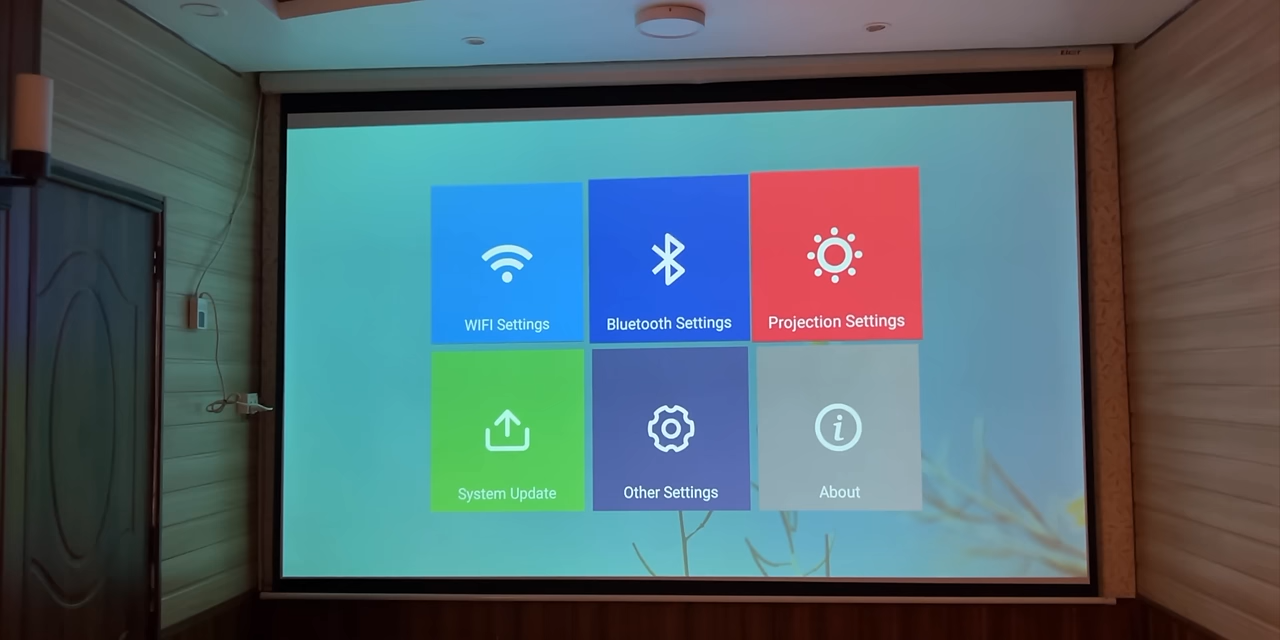 WIFI Settings
Bluetooth Settings
Projection Settings
System Update
Other Settings
About